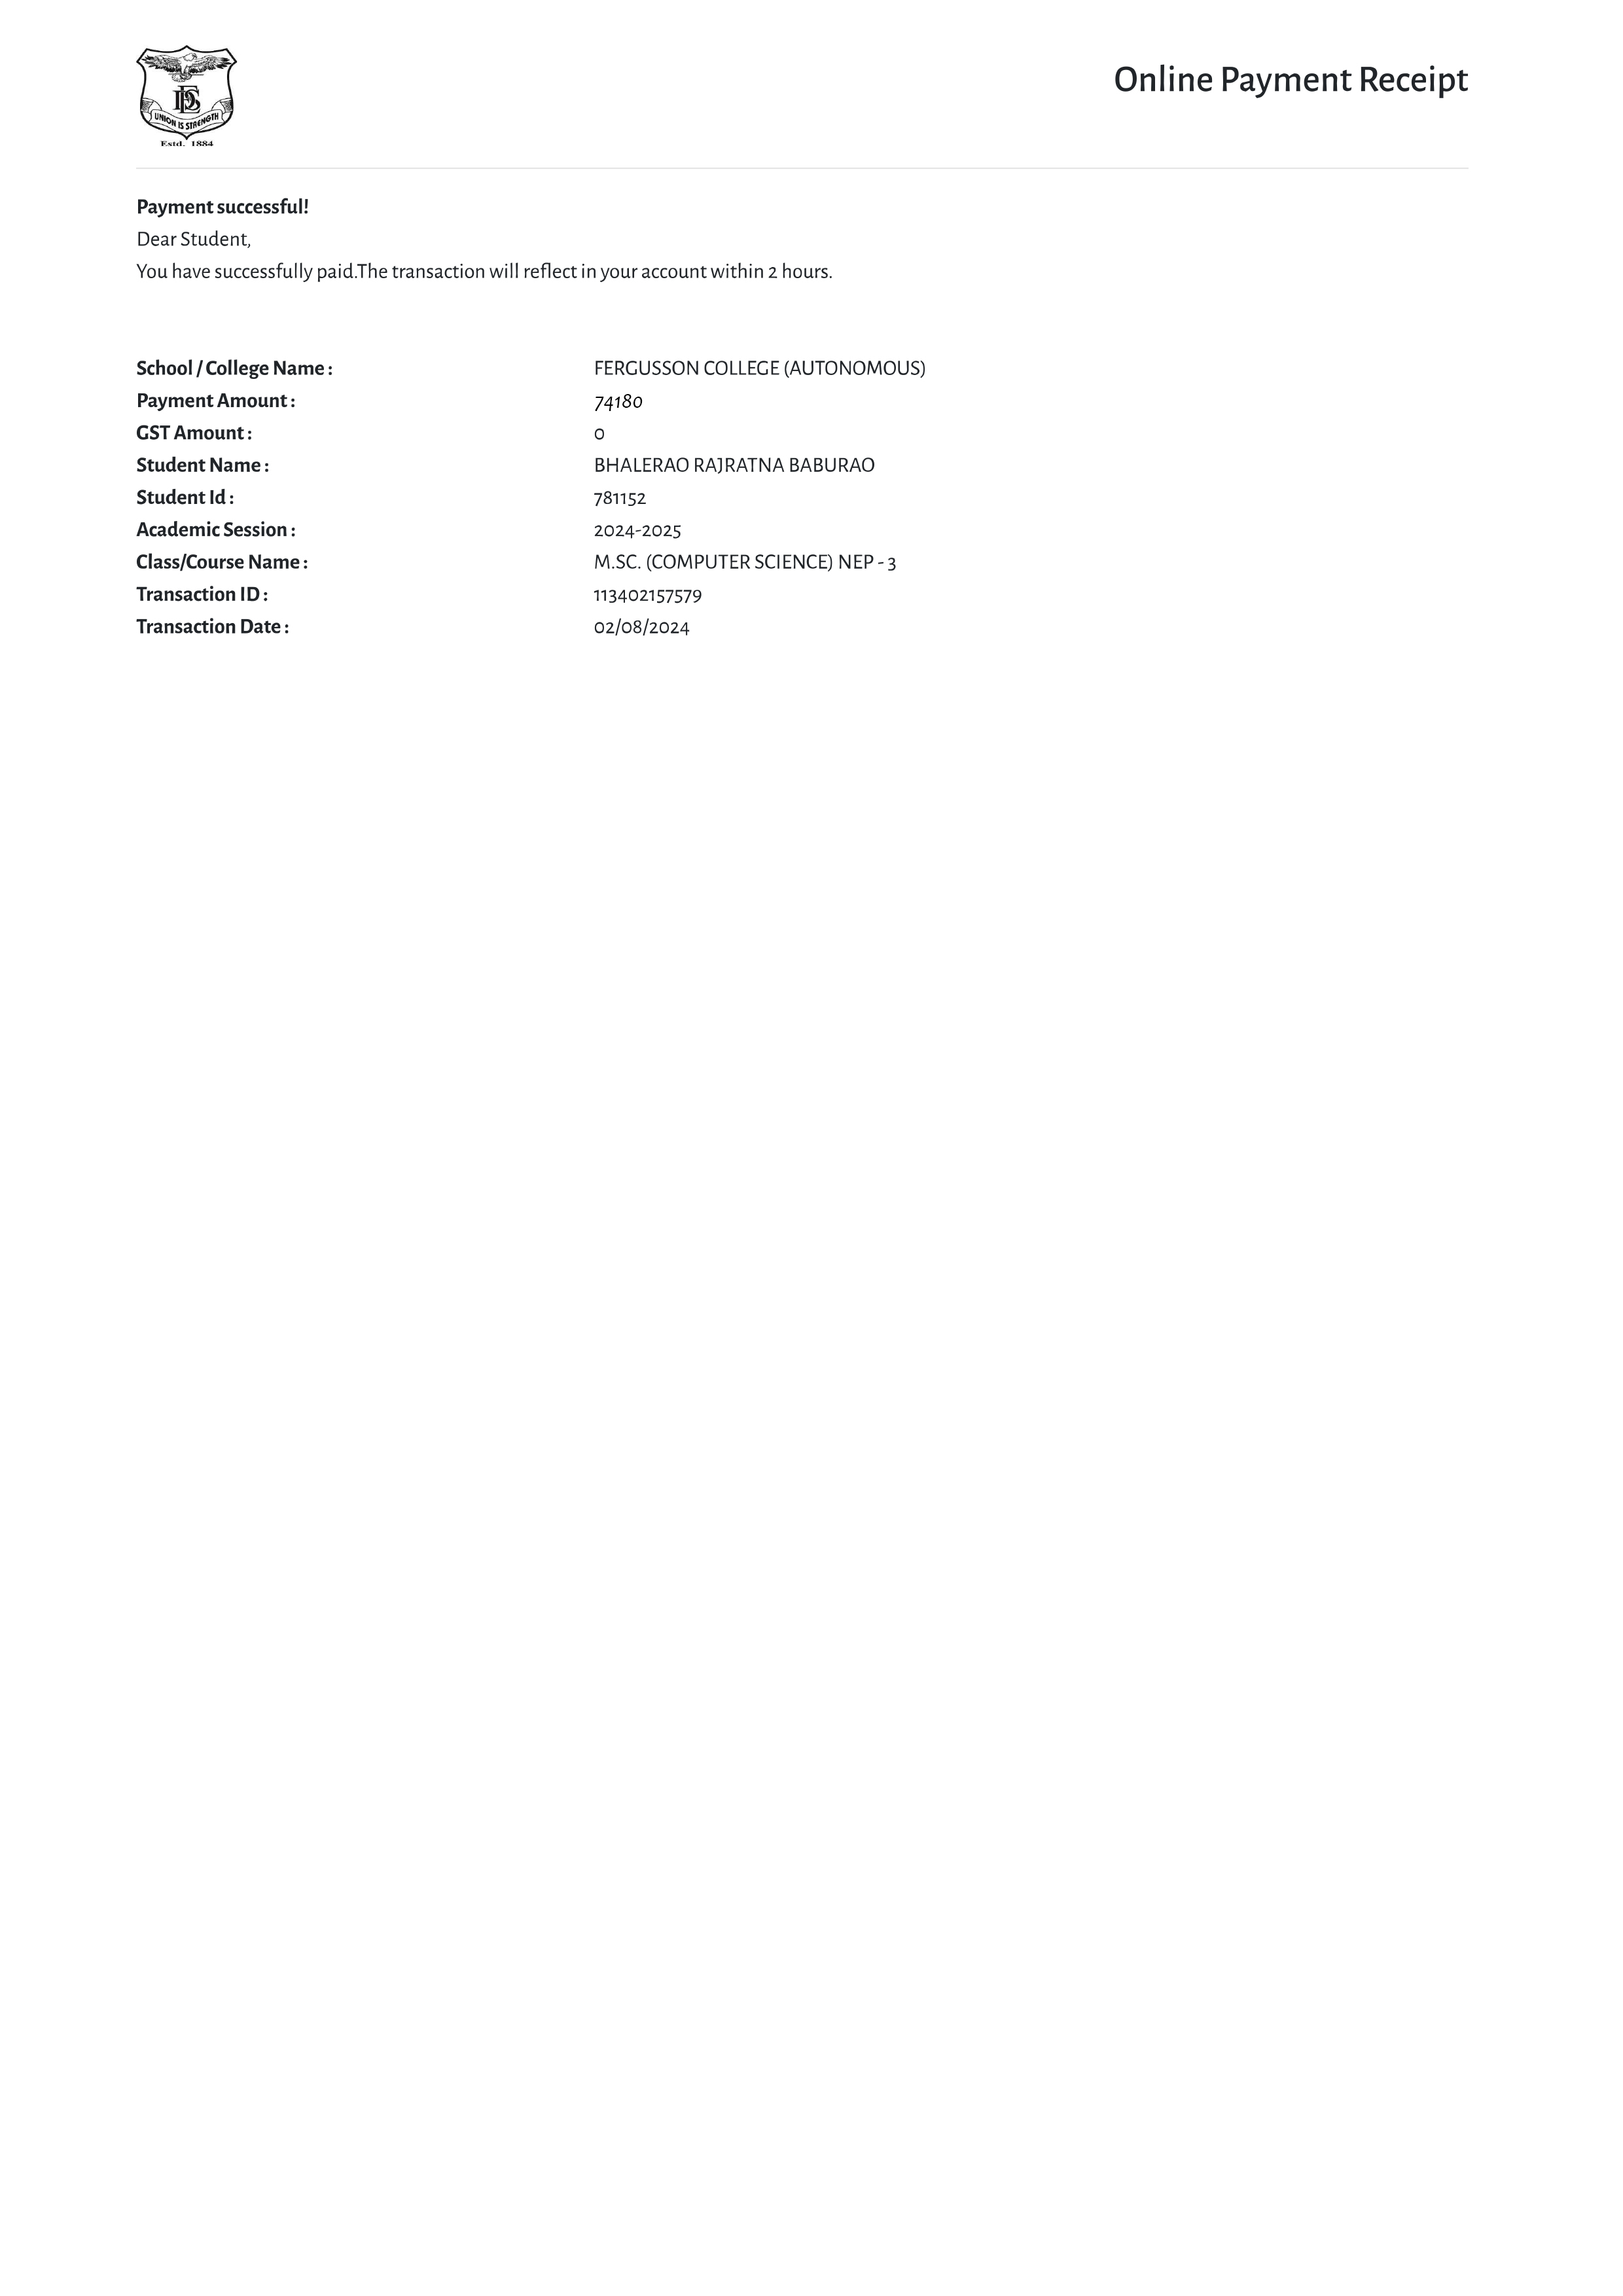 DES
UNION IS STRENGTH
Estd. 1884
Online Payment Receipt
Payment successful!
Dear Student,
You have successfully paid.The transaction will reflect in your account within 2 hours.
School / College Name : FERGUSSON COLLEGE (AUTONOMOUS)
Payment Amount : 74180
GST Amount : 0
Student Name : BHALERAO RAJRATNA BABURAO
Student Id : 781152
Academic Session : 2024-2025
Class/Course Name : M.SC. (COMPUTER SCIENCE) NEP - 3
Transaction ID : 113402157579
Transaction Date : 02/08/2024